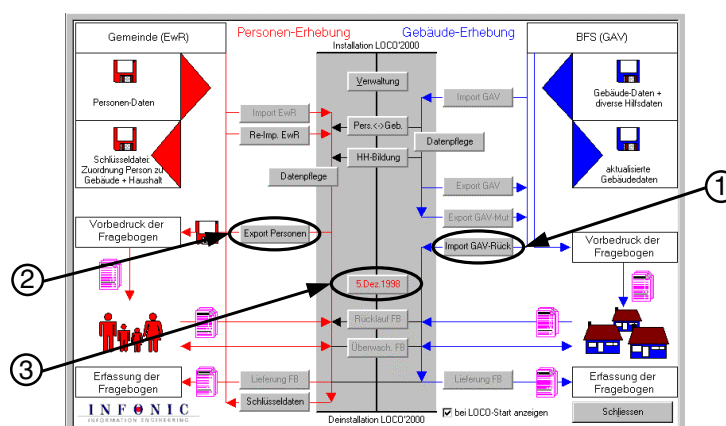 Gemeinde (EwR)
Personen-Erhebung
Gebäude-Erhebung
BFS (GAV)
Installation LOCO'2000
Personen-Daten
Verwaltung
Gebäude-Daten +
diverse Hilfsdaten
Import EwR
Import GAV
Re-Imp. EwR
Pers.<->Geb.
Datenpflege
HH-Bildung
Schlüsseldatei:
Zuordnung Person zu
Gebäude + Haushalt
aktualisierte
Gebäudedaten
Datenpflege
Export GAV
1
Export GAV-Mut
Vorbedruck der
Fragebogen
Export Personen
Import GAV-Rück
Vorbedruck der
Fragebogen
2
5.Dez.1998
3
Rücklauf FB
Überwach. FB
Erfassung der
Fragebogen
Lieferung FB
Lieferung FB
Erfassung der
Fragebogen
Schlüsseldaten
INFONIC
INFORMATION ENGINEERING
Deinstallation LOCO'2000
bei LOCO-Start anzeigen
Schliessen